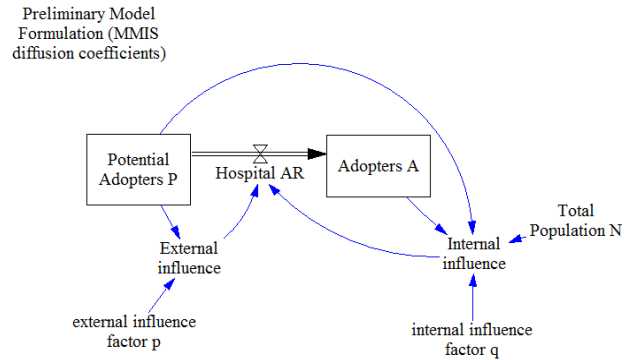 Preliminary Model
Formulation (MMIS
diffusion coefficients)
Potential
Adopters P
Hospital AR
Adopters A
External
influence
Internal
influence
Total
Population N
external influence
factor p
internal influence
factor q